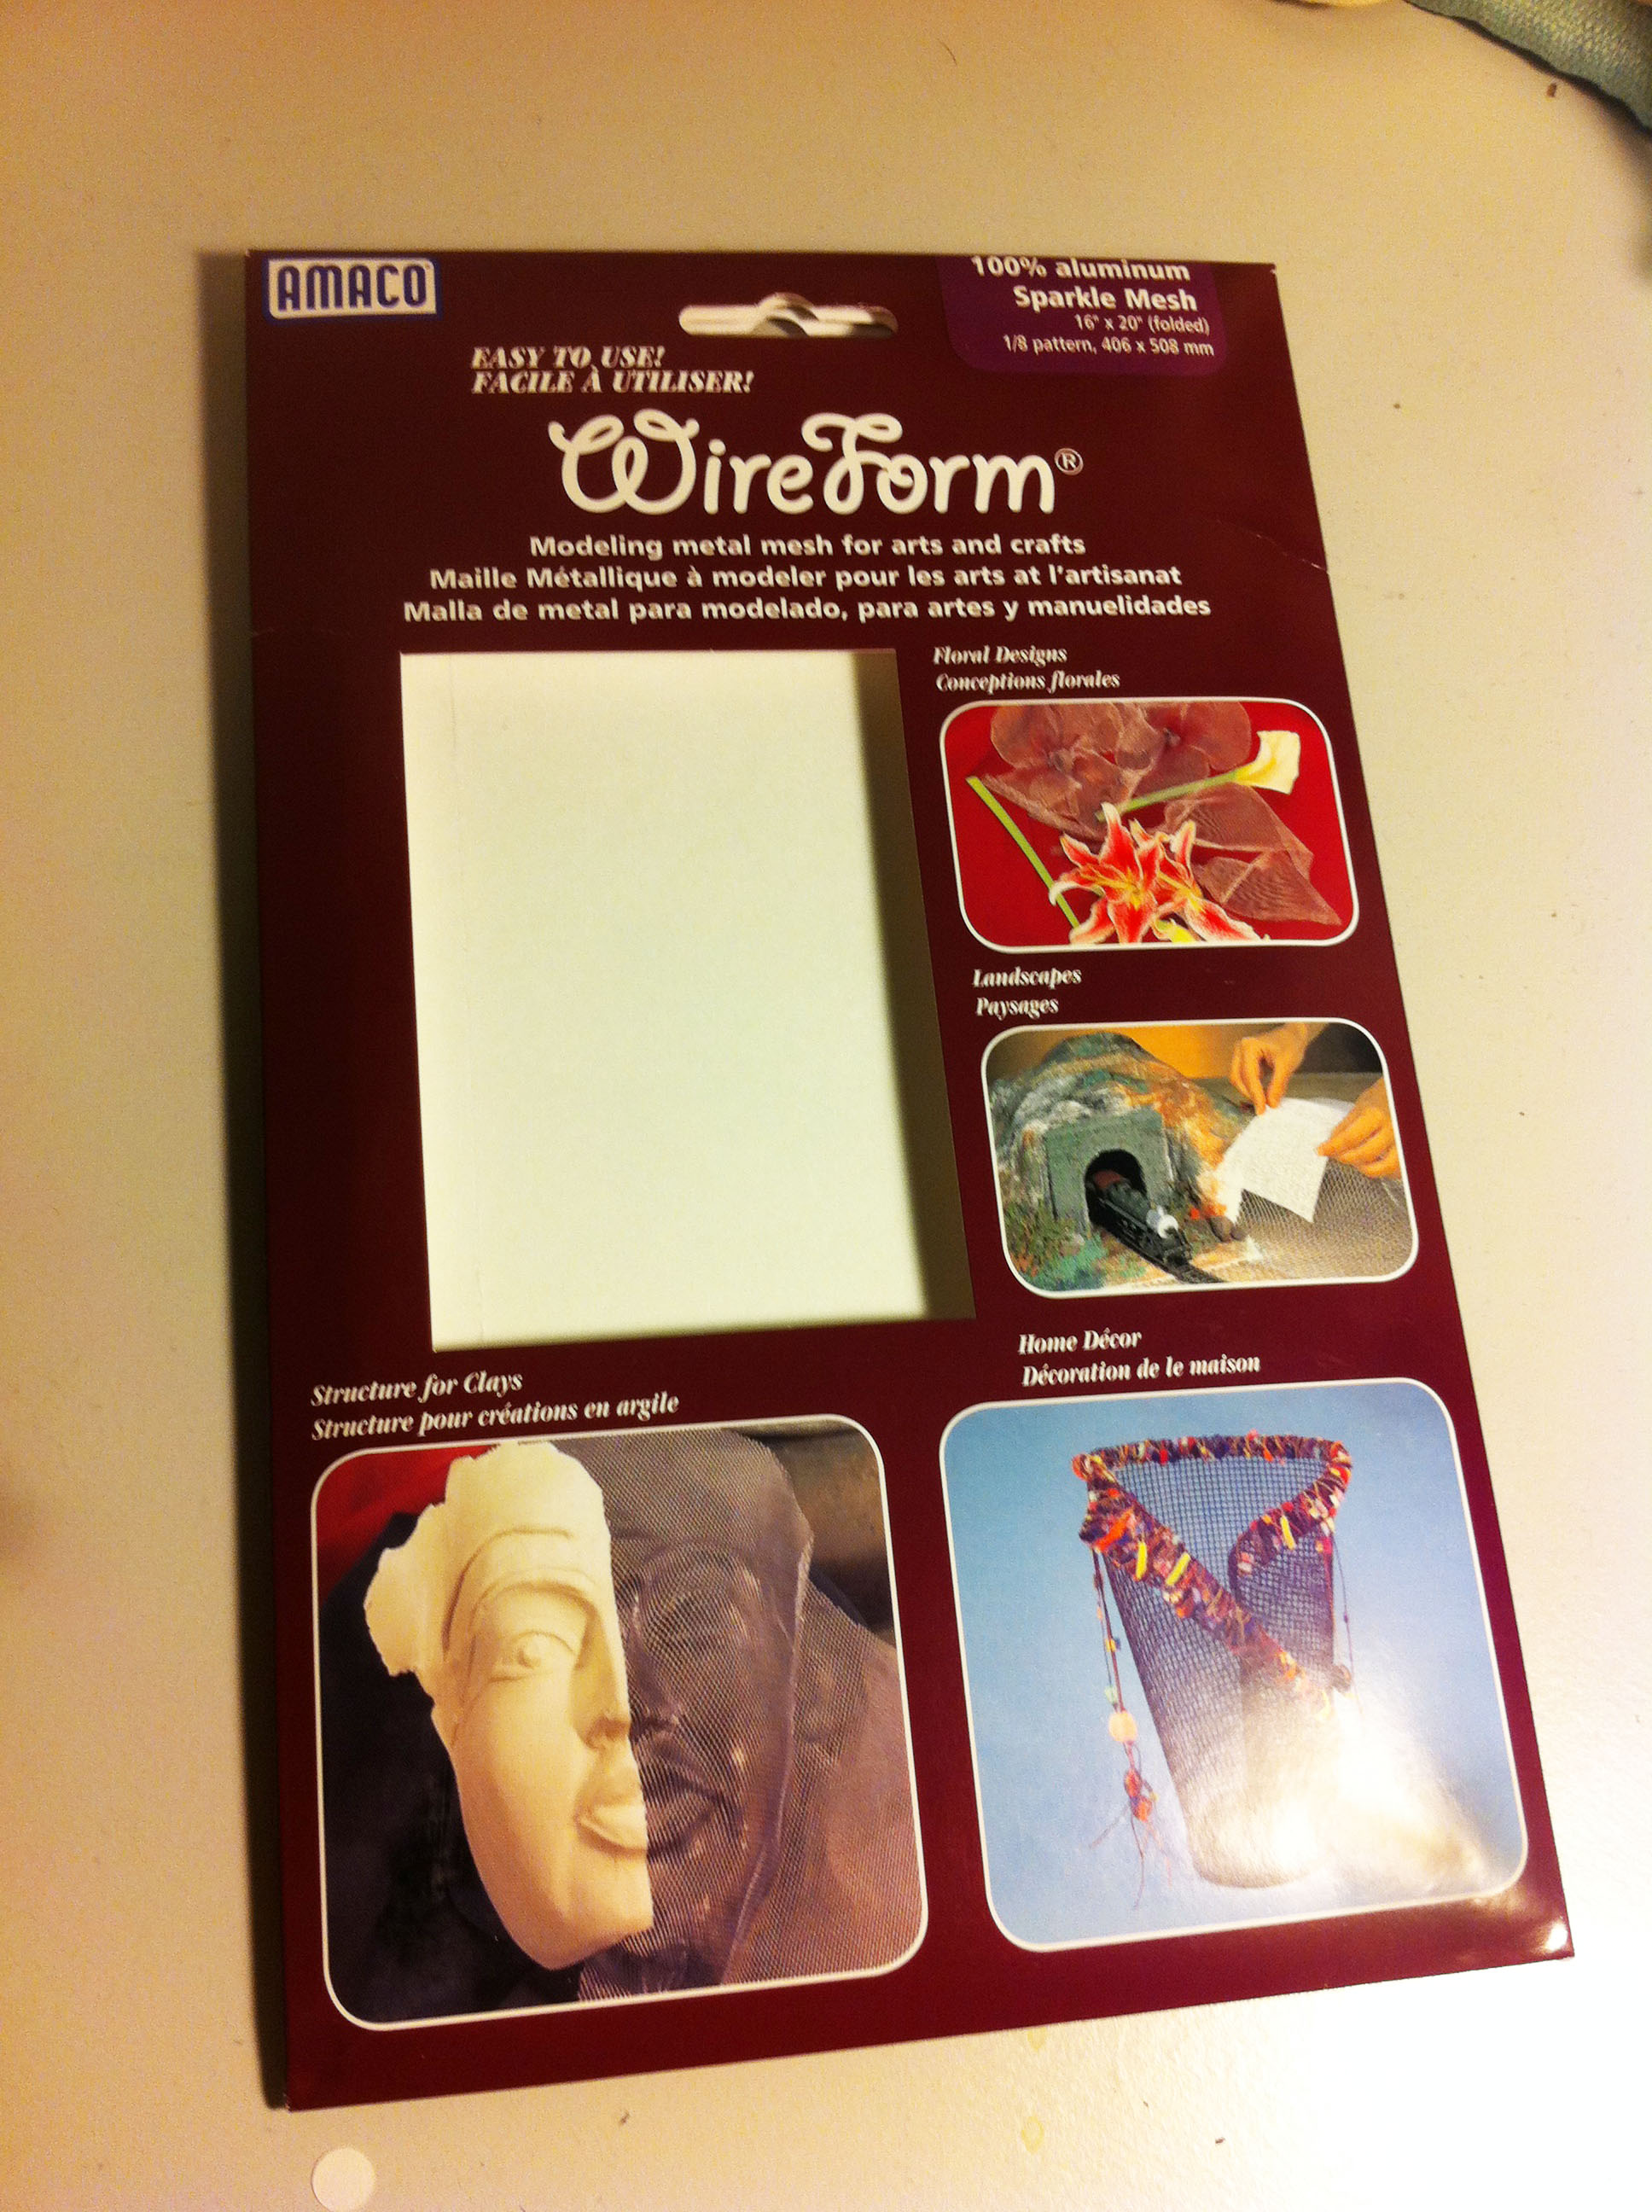 AMACO
100% aluminum
Sparkle Mesh
16" x 20" (folded)
1/8 pattern, 406 x 508 mm
EASY TO USE!
FACILE À UTILISER!
WireForm®
Modeling metal mesh for arts and crafts
Maille Métallique à modeler pour les arts at l'artisanat
Malla de metal para modelado, para artes y manuelidades
Floral Designs
Conceptions florales
Landscapes
Paysages
Home Décor
Décoration de le maison
Structure for Clays
Structure pour créations en argile